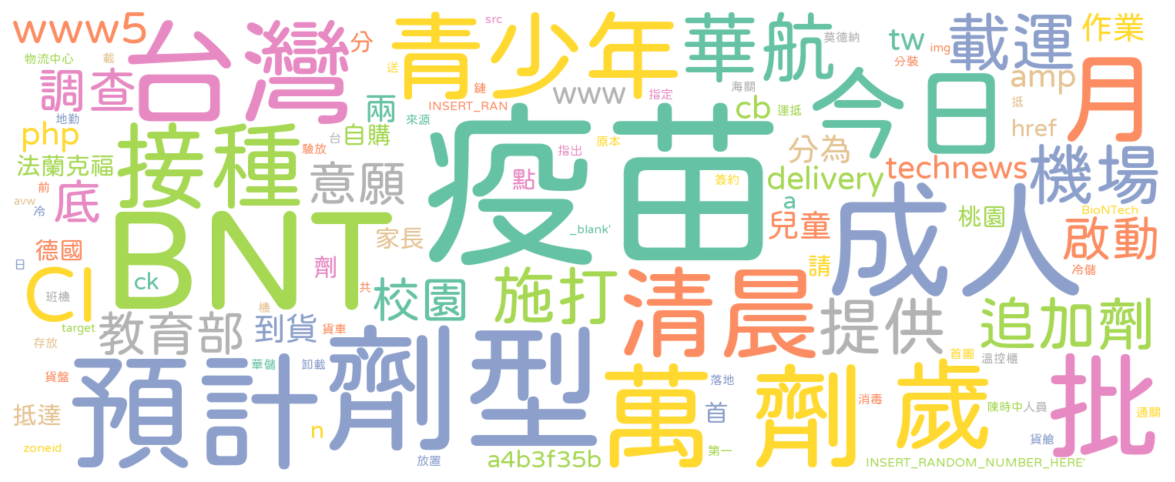 www5
台灣
分
青少年
src
華航
莫德納
tw
分裝
載運
img
作業
物流中心
載
調查
送
鏈
INSERT_RAN
兩
www
指定
海關
cb
運抵
今日
amp
抵
月
地勤
php
驗放
台
自購
來源
接種
疫苗
原本
href
法蘭克福
意願
指出
點
簽約
分為
delivery
technews
機場
avw
前
冷
底
a
BioNTech
BNT
_blank'
兒童
成人
桃園
啟動
德國
家長
日
劑
請
冷儲
CI
ck
班機
共
校園
施打
清晨
提供
追加劑
target
機
教育部
到貨
貨車
存放
華儲
卸載
首圖
溫控櫃
貨盤
預計
劑型
萬
劑
落地
歲
批
抵達
首
消毒
陳時中
人員
通關
zoneid
n
放置
a4b3f35b
第一
貨艙
INSERT_RANDOM_NUMBER_HERE'